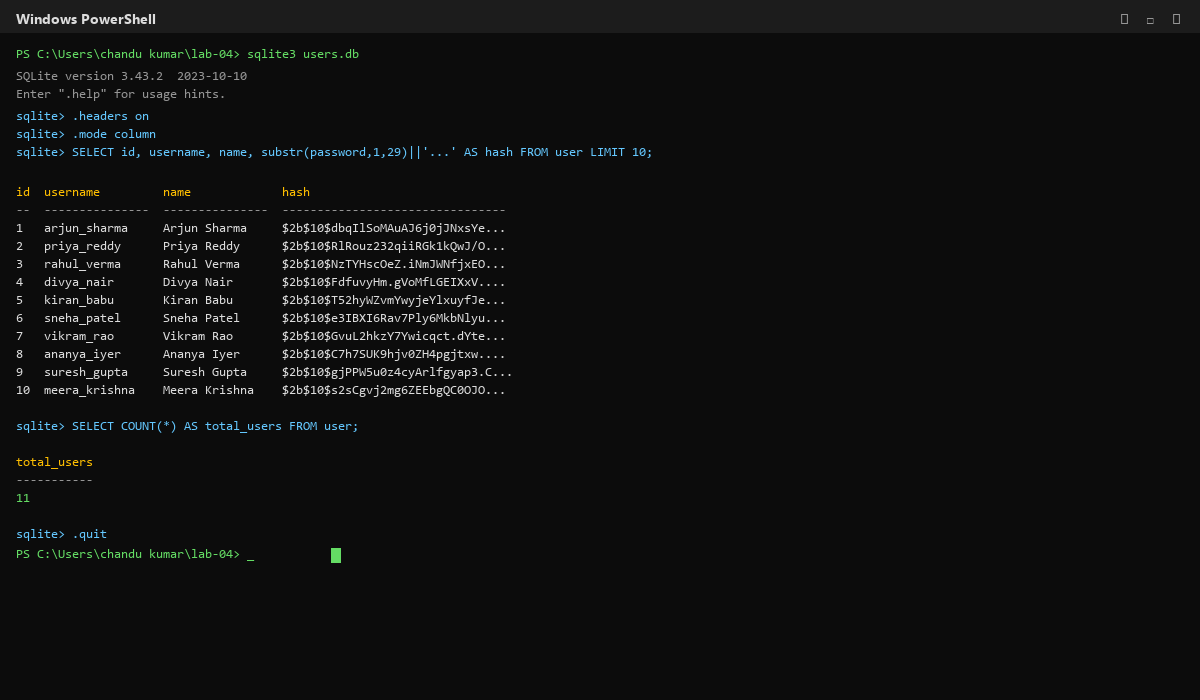 Windows PowerShell
PS C:\Users\chandu kumar\lab-04> sqlite3 users.db
SQLite version 3.43.2  2023-10-10
Enter ".help" for usage hints.
sqlite> .headers on
sqlite> .mode column
sqlite> SELECT id, username, name, substr(password,1,29)||'...' AS hash FROM user LIMIT 10;
id  username         name             hash
--  ---------------  ---------------  --------------------------------
1   arjun_sharma     Arjun Sharma     $2b$10$dbqIlSoMAuAJ6j0jJNxsYe...
2   priya_reddy      Priya Reddy      $2b$10$RlRouz232qiiRGk1kQwJ/O...
3   rahul_verma      Rahul Verma      $2b$10$NzTYHscOeZ.iNmJWNfjxEO...
4   divya_nair       Divya Nair       $2b$10$FdfuvyHm.gVoMfLGEIXxV....
5   kiran_babu       Kiran Babu       $2b$10$T52hyWZvmYwyjeYlxuyfJe...
6   sneha_patel      Sneha Patel      $2b$10$e3IBXI6Rav7Ply6MkbNlyu...
7   vikram_rao       Vikram Rao       $2b$10$GvuL2hkzY7Ywicqct.dYte...
8   ananya_iyer      Ananya Iyer      $2b$10$C7h7SUK9hjv0ZH4pgjtxw....
9   suresh_gupta     Suresh Gupta     $2b$10$gjPPW5u0z4cyArlfgyap3.C...
10  meera_krishna    Meera Krishna    $2b$10$s2sCgvj2mg6ZEEbgQC0OJO...
sqlite> SELECT COUNT(*) AS total_users FROM user;
total_users
-----------
11
sqlite> .quit
PS C:\Users\chandu kumar\lab-04> _